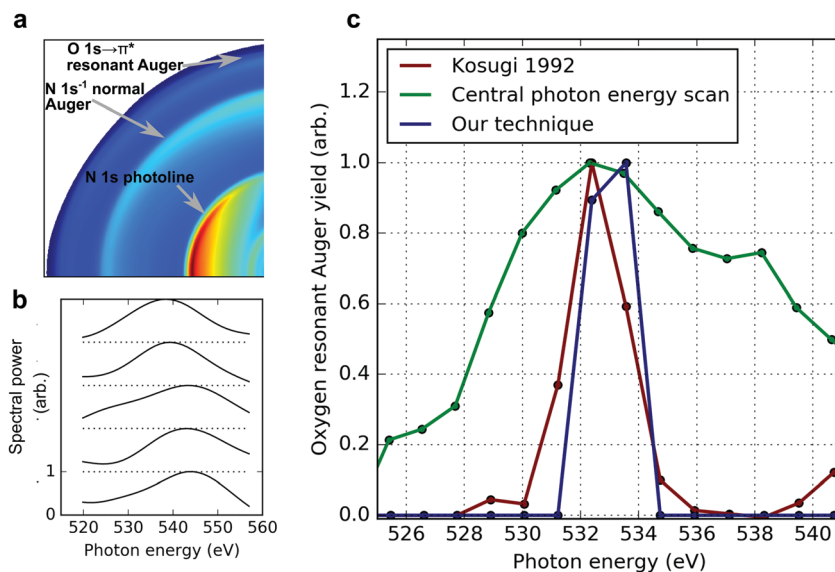 a
O 1s→π*
resonant Auger
N 1s⁻¹ normal
Auger
N 1s photoline
b
Spectral power
(arb.)
1
0
520 530 540 550 560
Photon energy (eV)
c
Kosugi 1992
Central photon energy scan
Our technique
Oxygen resonant Auger yield (arb.)
1.2
1.0
0.8
0.6
0.4
0.2
0.0
526 528 530 532 534 536 538 540
Photon energy (eV)